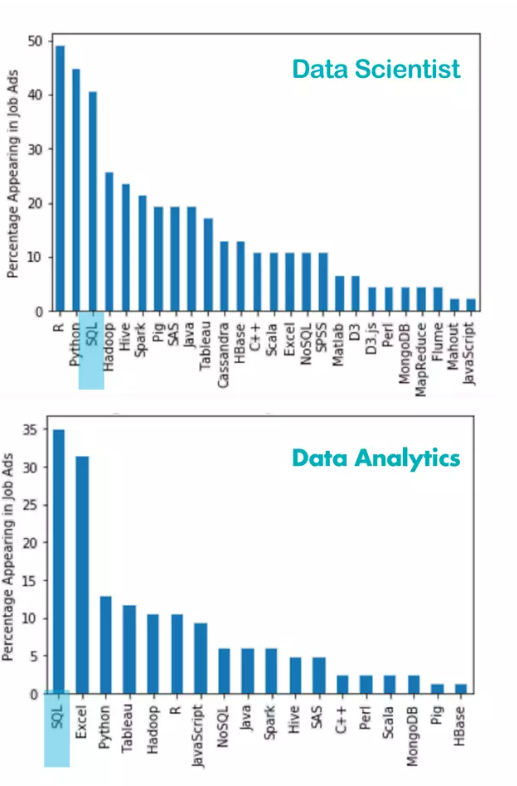 Data Scientist
Percentage Appearing in Job Ads
50
40
30
20
10
0
R
Python
SQL
Hadoop
Hive
Spark
Pig
SAS
Java
Tableau
Cassandra
HBase
C++
Scala
Excel
NoSQL
SPSS
Matlab
D3
D3.js
Perl
MongoDB
MapReduce
Flume
Mahout
JavaScript
Data Analytics
Percentage Appearing in Job Ads
35
30
25
20
15
10
5
0
SQL
Excel
Python
Tableau
Hadoop
R
JavaScript
NoSQL
Java
Spark
Hive
SAS
C++
Perl
Scala
MongoDB
Pig
HBase